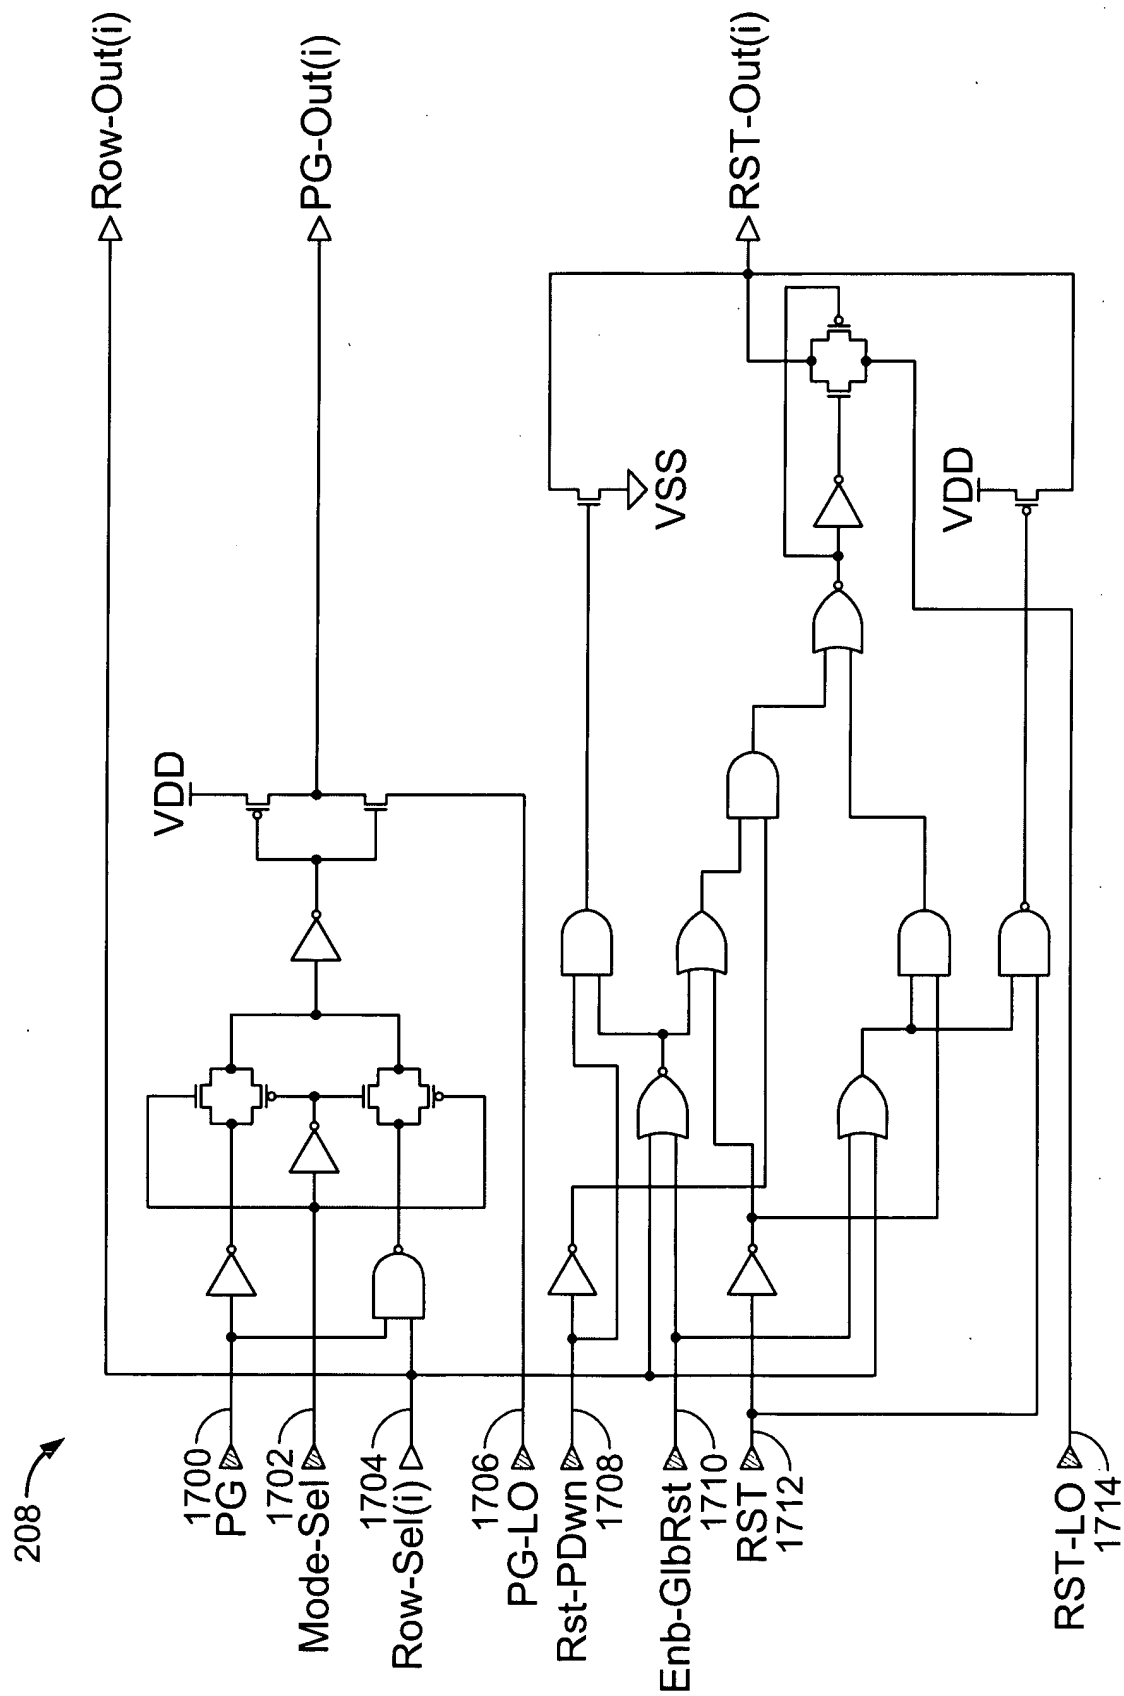 208
Row-Out(i)
PG-Out(i)
RST-Out(i)
VDD
VSS
VDD
1700
PG
1702
Mode-Sel
1704
Row-Sel(i)
1706
PG-LO
Rst-PDwn
1708
Enb-GlbRst
1710
RST
1712
RST-LO
1714